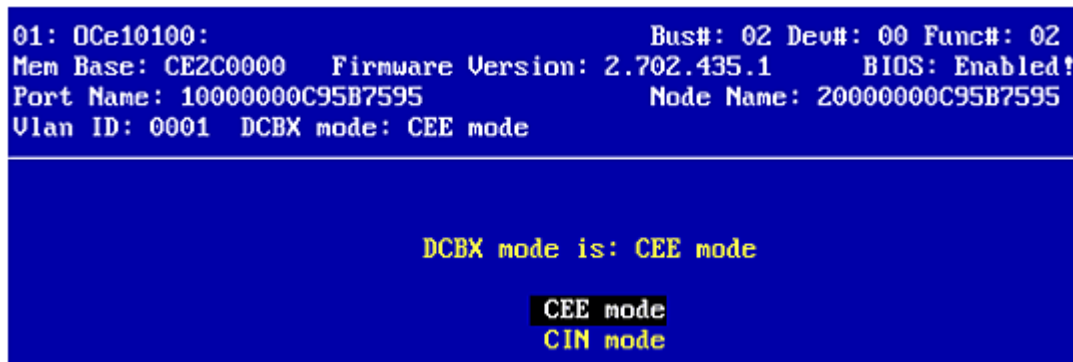 01: OCe10100: Bus#: 02 Dev#: 00 Func#: 02
Mem Base: CE2C0000 Firmware Version: 2.702.435.1 BIOS: Enabled!
Port Name: 10000000C95B7595 Node Name: 20000000C95B7595
Vlan ID: 0001 DCBX mode: CEE mode
DCBX mode is: CEE mode
CEE mode
CIN mode